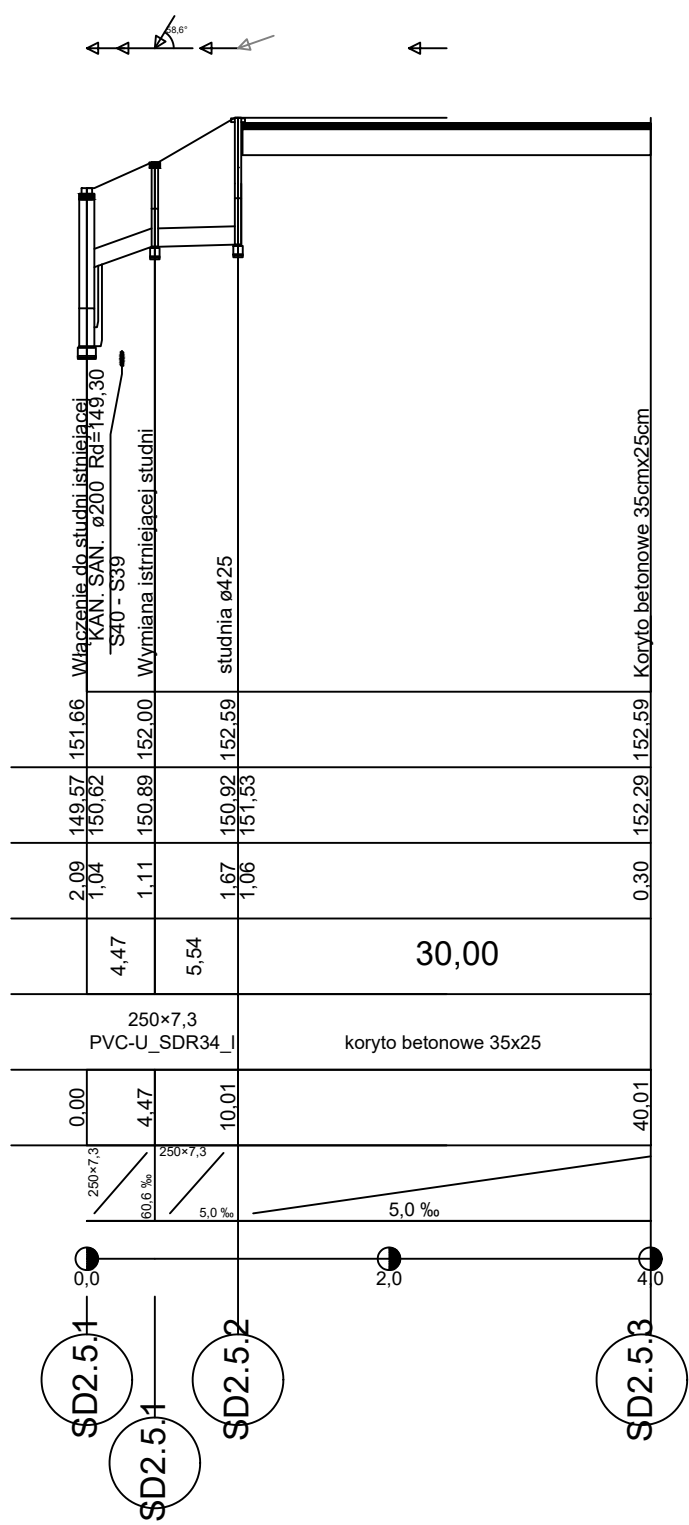 58,6°
Właczenie do studni istniejacej
KAN. SAN. ø200 Rd=149,30
S40 - S39
Wymiana istrniejacej studni
studnia ø425
Koryto betonowe 35cmx25cm
151,66
152,00
152,59
152,59
149,57
150,62
150,89
150,92
151,53
152,29
2,09
1,04
1,11
1,67
1,06
0,30
4,47
5,54
30,00
250×7,3
PVC-U_SDR34_l
koryto betonowe 35x25
0,00
4,47
10,01
40,01
250×7,3
60,6 ‰
250×7,3
5,0 ‰
5,0 ‰
0,0
2,0
4,0
SD2.5.1
SD2.5.1
SD2.5.2
SD2.5.3